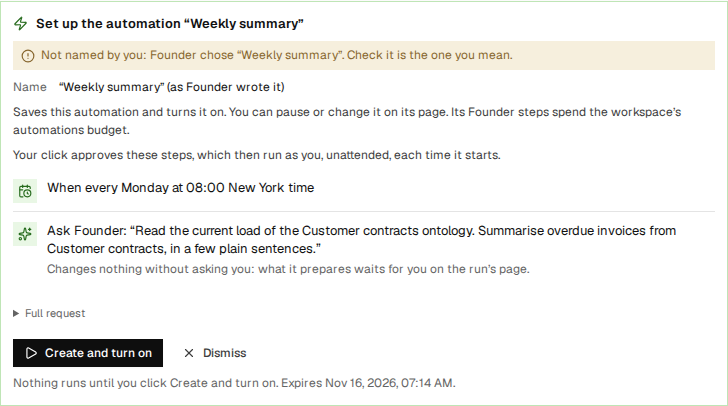 Set up the automation “Weekly summary”
Not named by you: Founder chose “Weekly summary”. Check it is the one you mean.
Name “Weekly summary” (as Founder wrote it)
Saves this automation and turns it on. You can pause or change it on its page. Its Founder steps spend the workspace’s
automations budget.
Your click approves these steps, which then run as you, unattended, each time it starts.
When every Monday at 08:00 New York time
Ask Founder: “Read the current load of the Customer contracts ontology. Summarise overdue invoices from
Customer contracts, in a few plain sentences.”
Changes nothing without asking you: what it prepares waits for you on the run’s page.
Full request
Create and turn on
Dismiss
Nothing runs until you click Create and turn on. Expires Nov 16, 2026, 07:14 AM.